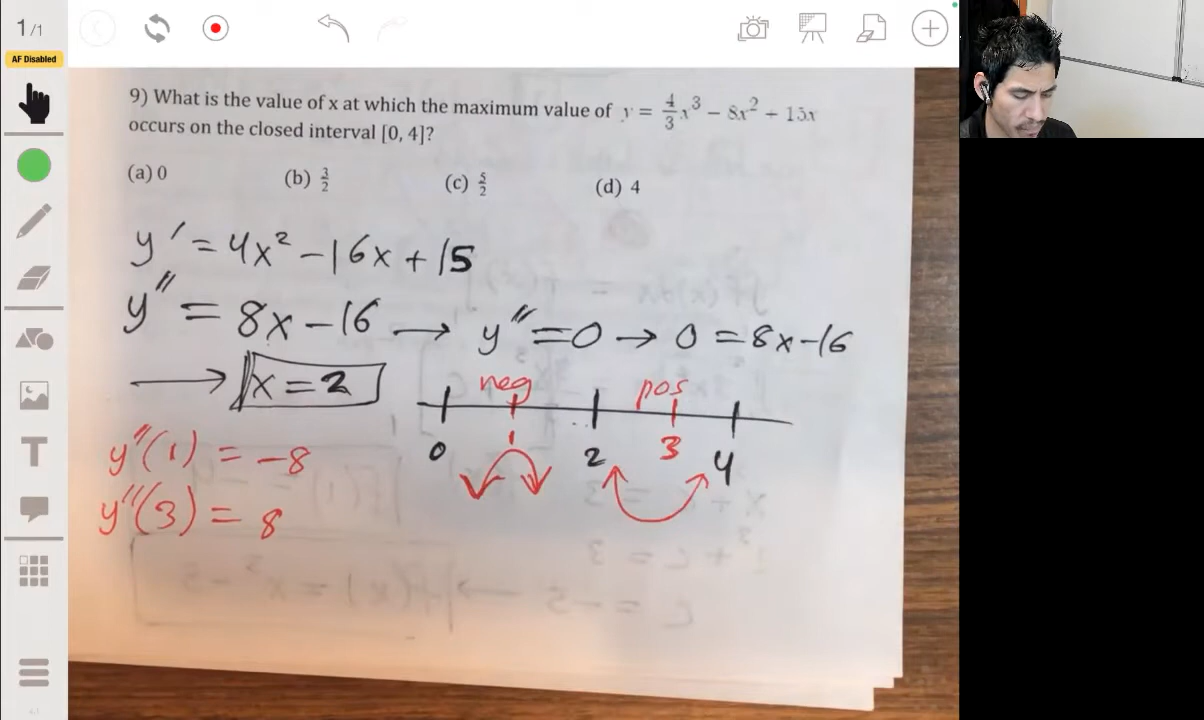 1/1
AF Disabled
9) What is the value of x at which the maximum value of y = 4/3 x³ − 8x² + 15x
occurs on the closed interval [0, 4]?
(a) 0 (b) 3/2 (c) 5/2 (d) 4
y′ = 4x² − 16x + 15
y″ = 8x − 16 → y″ = 0 → 0 = 8x − 16
→ x = 2
neg pos
0 1 2 3 4
y″(1) = −8
y″(3) = 8
T